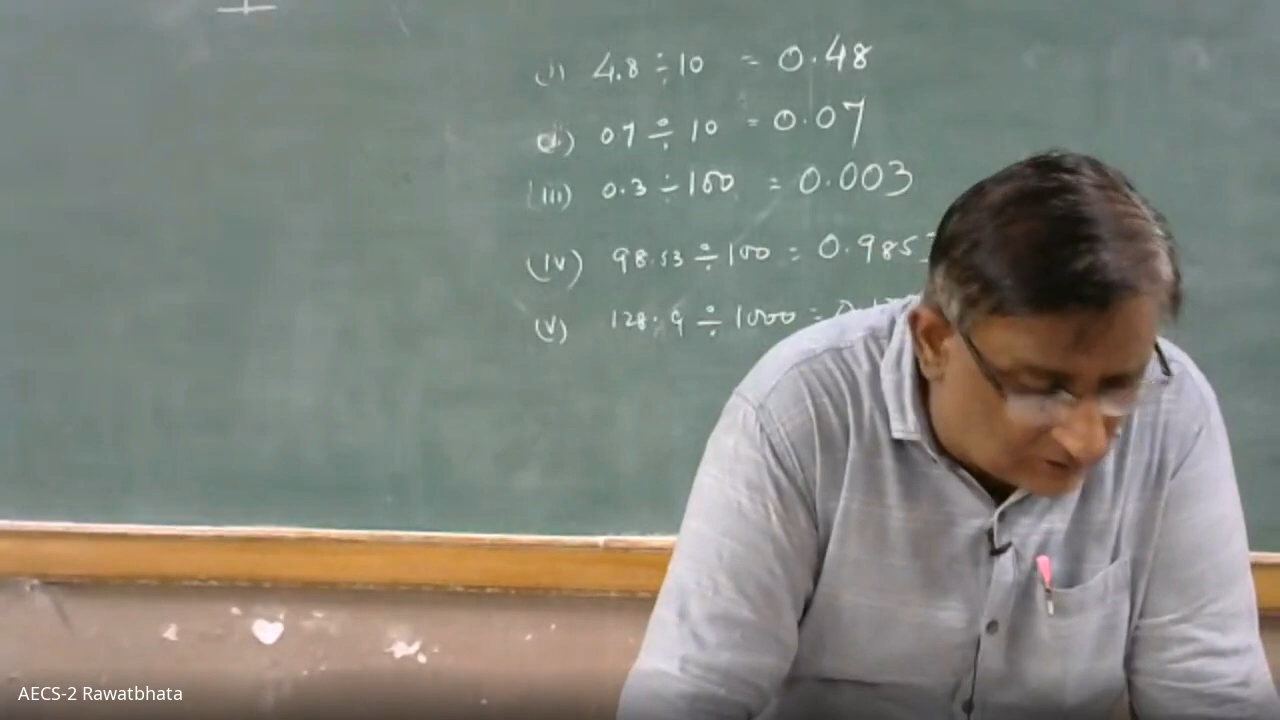 (i) 4.8 ÷ 10 = 0.48
07 ÷ 10 = 0.07
(iii) 0.3 ÷ 100 = 0.003
(iv) 98.53 ÷ 100 = 0.985
(v) 128.9 ÷ 1000 =
AECS-2 Rawatbhata